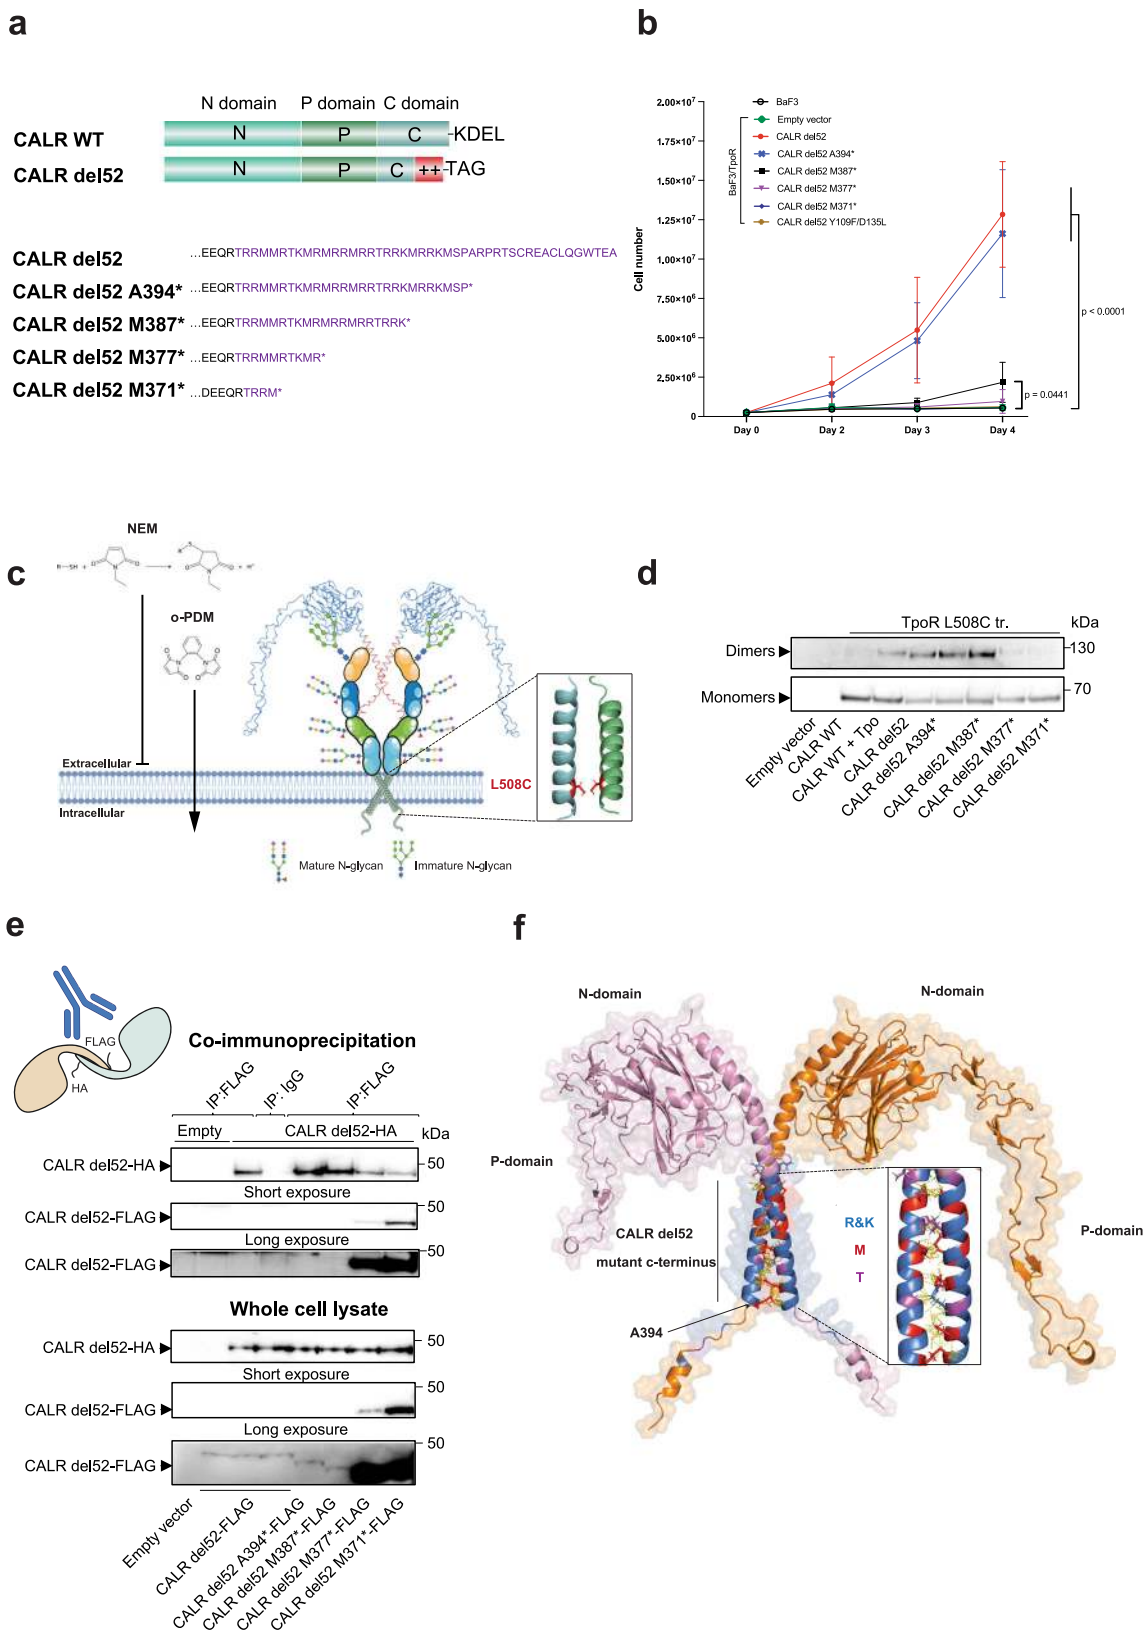 a
N domain P domain C domain
CALR WT N P C -KDEL
CALR del52 N P C ++ -TAG
CALR del52 ...EEQRTRRMMRTKMRMRRMRRTRRKMRRKMSPARPRTSCREACLQGWTEA
CALR del52 A394* ...EEQRTRRMMRTKMRMRRMRRTRRKMRRKMSP*
CALR del52 M387* ...EEQRTRRMMRTKMRMRRMRRTRRK*
CALR del52 M377* ...EEQRTRRMMRTKMR*
CALR del52 M371* ...DEEQRTRRM*
b
Cell number
2.00×10⁷
1.75×10⁷
1.50×10⁷
1.25×10⁷
1.00×10⁷
7.50×10⁶
5.00×10⁶
2.50×10⁶
0
Day 0 Day 2 Day 3 Day 4
BaF3
BaF3/TpoR
Empty vector
CALR del52
CALR del52 A394*
CALR del52 M387*
CALR del52 M377*
CALR del52 M371*
CALR del52 Y109F/D135L
p < 0.0001
p = 0.0441
c
NEM
R SH +
R S
o-PDM
Extracellular
Intracellular
L508C
Mature N-glycan
Immature N-glycan
d
TpoR L508C tr. kDa
Dimers 130
Monomers 70
Empty vector
CALR WT
CALR WT + Tpo
CALR del52
CALR del52 A394*
CALR del52 M387*
CALR del52 M377*
CALR del52 M371*
e
FLAG
HA
Co-immunoprecipitation
IP:FLAG IP: IgG IP:FLAG
Empty CALR del52-HA kDa
CALR del52-HA 50
Short exposure
CALR del52-FLAG 50
Long exposure
CALR del52-FLAG 50
Whole cell lysate
CALR del52-HA 50
Short exposure
CALR del52-FLAG 50
Long exposure
CALR del52-FLAG 50
Empty vector
CALR del52-FLAG
CALR del52 A394*-FLAG
CALR del52 M387*-FLAG
CALR del52 M377*-FLAG
CALR del52 M371*-FLAG
f
N-domain
N-domain
P-domain
P-domain
CALR del52
mutant c-terminus
R&K
M
T
A394